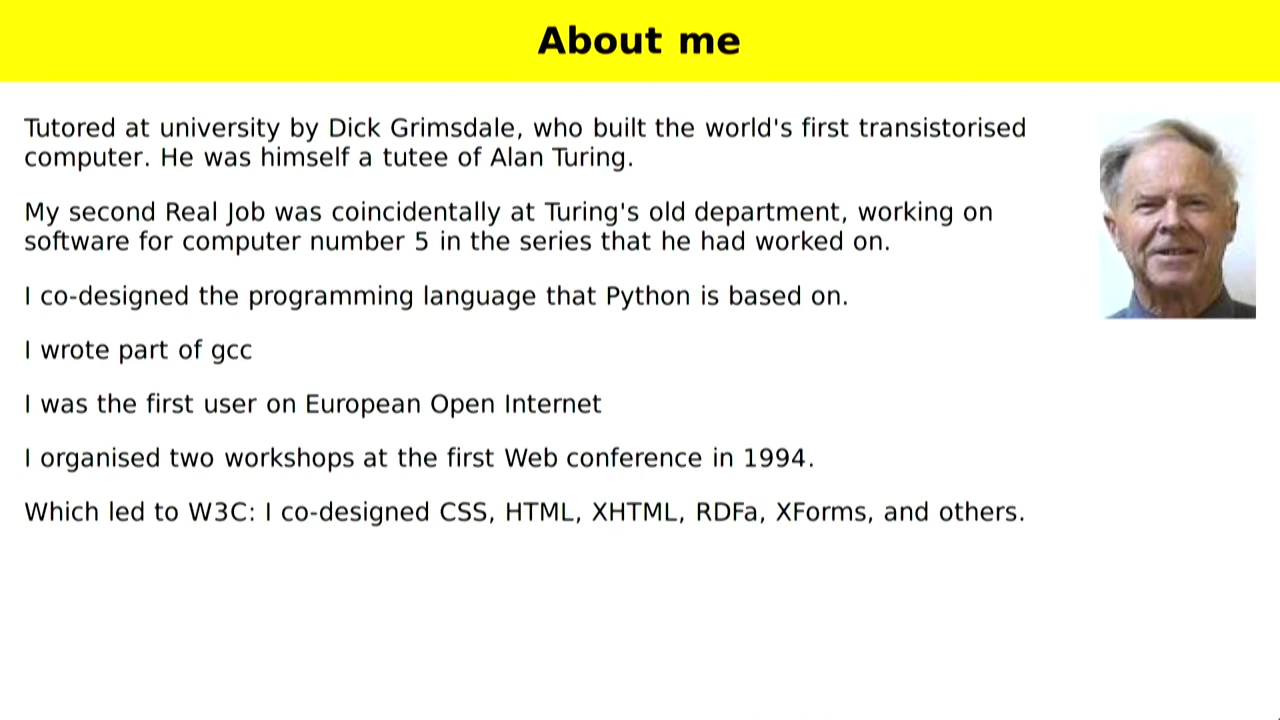 About me
Tutored at university by Dick Grimsdale, who built the world's first transistorised
computer. He was himself a tutee of Alan Turing.
My second Real Job was coincidentally at Turing's old department, working on
software for computer number 5 in the series that he had worked on.
I co-designed the programming language that Python is based on.
I wrote part of gcc
I was the first user on European Open Internet
I organised two workshops at the first Web conference in 1994.
Which led to W3C: I co-designed CSS, HTML, XHTML, RDFa, XForms, and others.